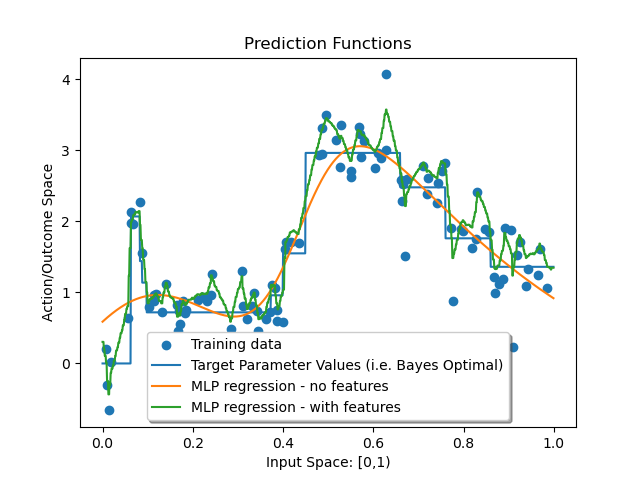 Prediction Functions
Action/Outcome Space
4
3
2
1
0
Training data
Target Parameter Values (i.e. Bayes Optimal)
MLP regression - no features
MLP regression - with features
0.0 0.2 0.4 0.6 0.8 1.0
Input Space: [0,1)